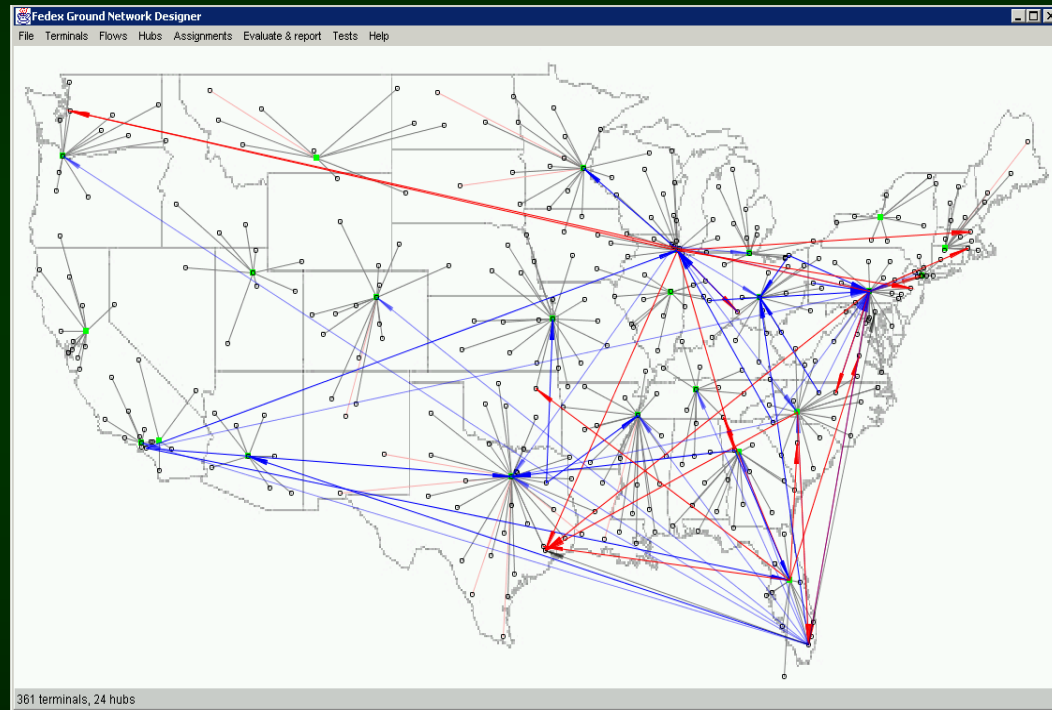 Fedex Ground Network Designer
File Terminals Flows Hubs Assignments Evaluate & report Tests Help
361 terminals, 24 hubs